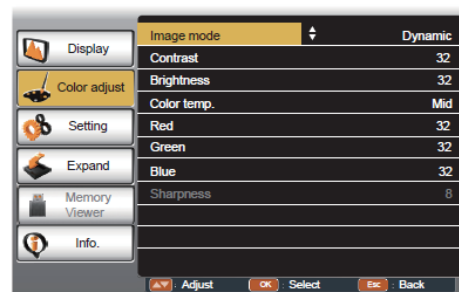 Display
Color adjust
Setting
Expand
Memory
Viewer
Info.
Image mode Dynamic
Contrast 32
Brightness 32
Color temp. Mid
Red 32
Green 32
Blue 32
Sharpness 8
: Adjust OK : Select Esc : Back